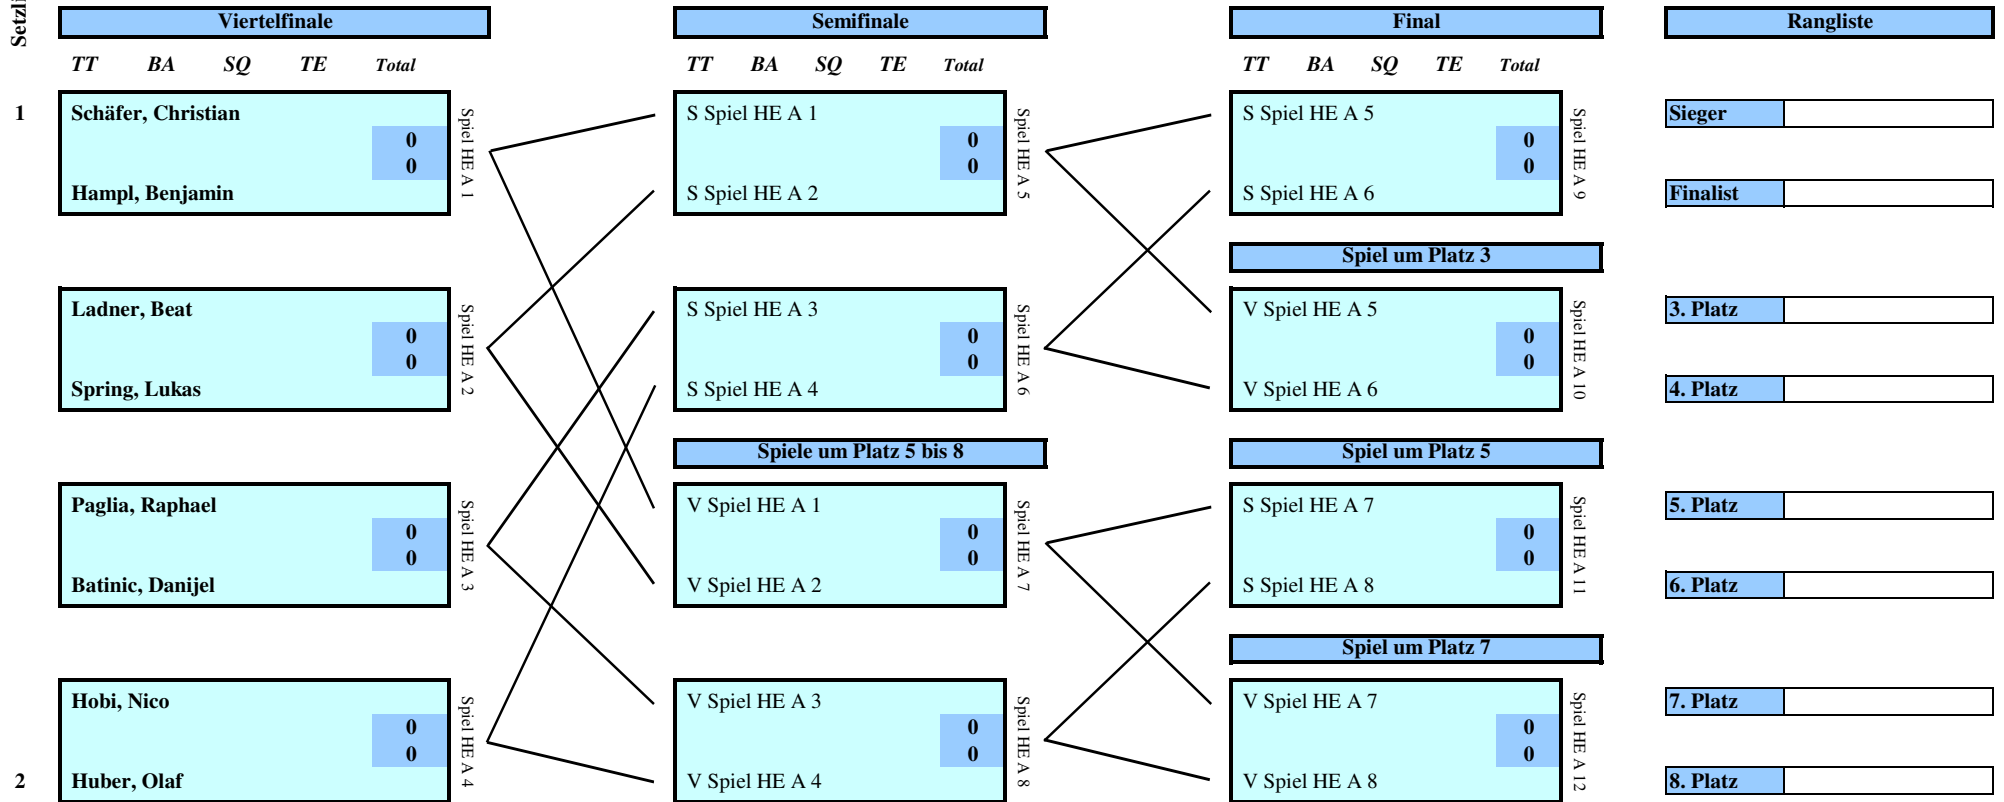 Viertelfinale Semifinale Final Rangliste
TT BA SQ TE Total TT BA SQ TE Total TT BA SQ TE Total
1 Schäfer, Christian S Spiel HE A 1 S Spiel HE A 5 Sieger
0 0 0
0 0 0
Hampl, Benjamin S Spiel HE A 2 S Spiel HE A 6 Finalist
Spiel HE A 1 Spiel HE A 5 Spiel HE A 9
Spiel um Platz 3
Ladner, Beat S Spiel HE A 3 V Spiel HE A 5 3. Platz
0 0 0
0 0 0
Spring, Lukas S Spiel HE A 4 V Spiel HE A 6 4. Platz
Spiel HE A 2 Spiel HE A 6 Spiel HE A 10
Spiele um Platz 5 bis 8 Spiel um Platz 5
Paglia, Raphael V Spiel HE A 1 S Spiel HE A 7 5. Platz
0 0 0
0 0 0
Batinic, Danijel V Spiel HE A 2 S Spiel HE A 8 6. Platz
Spiel HE A 3 Spiel HE A 7 Spiel HE A 11
Spiel um Platz 7
Hobi, Nico V Spiel HE A 3 V Spiel HE A 7 7. Platz
0 0 0
0 0 0
2 Huber, Olaf V Spiel HE A 4 V Spiel HE A 8 8. Platz
Spiel HE A 4 Spiel HE A 8 Spiel HE A 12